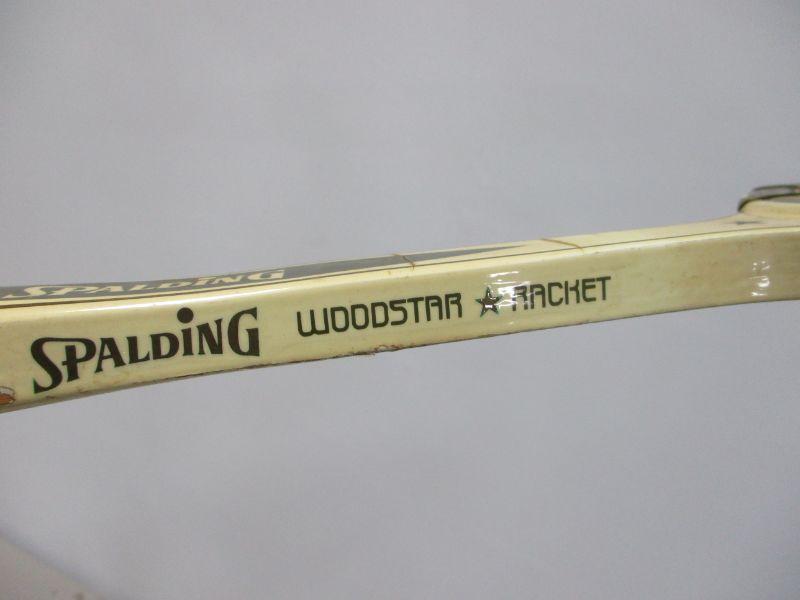 SPALDING
SPALDING WOODSTAR ☆ RACKET